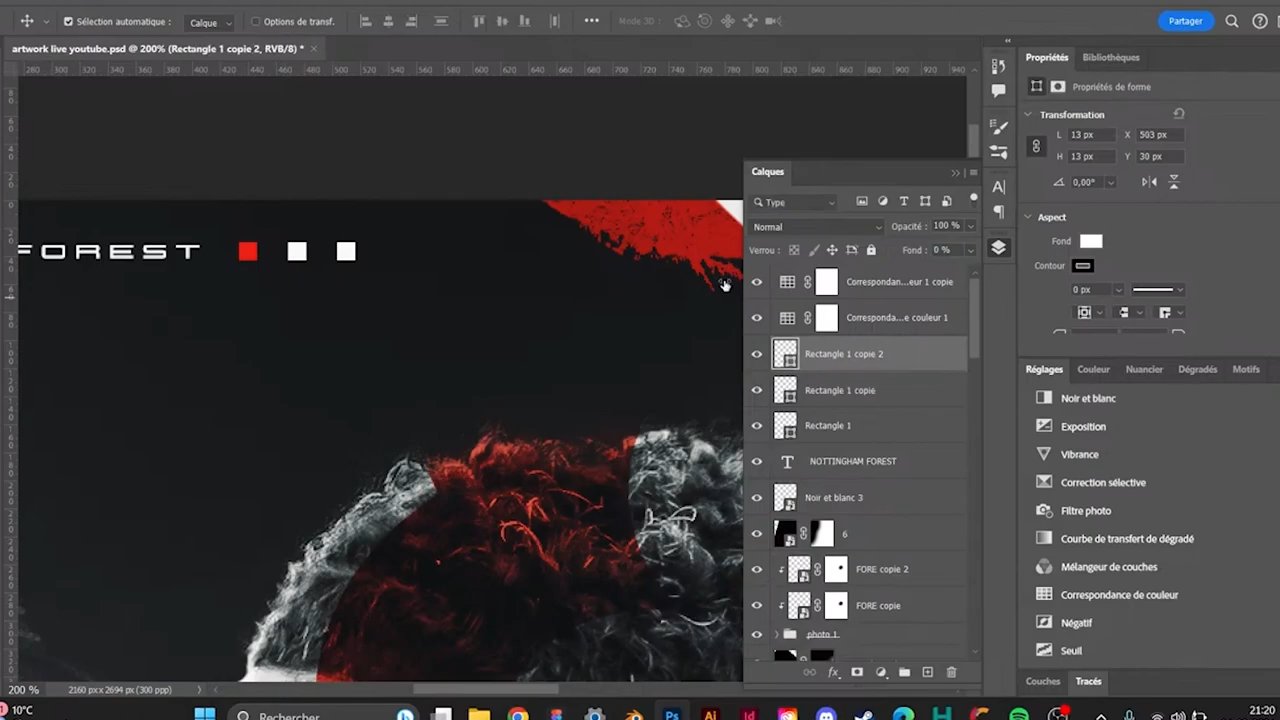 Sélection automatique :
Calque
Options de transf.
•••
Mode 3D :
Partager
artwork live youtube.psd @ 200% (Rectangle 1 copie 2, RVB/8) *
280 300 320 340 360 380 400 420 440 460 480 500 520 540 560 580 600 620 640 660 680 700 720 740 760 780 800 820 840 860 880 900 920 940
Propriétés
Bibliothèques
Propriétés de forme
Transformation
L 13 px X 503 px
H 13 px Y 30 px
0,00°
Aspect
Fond
Contour
0 px
FOREST
Calques
Type
Normal
Opacité : 100 %
Verrou :
Fond : 0 %
Correspondan...eur 1 copie
Corresponda...e couleur 1
Rectangle 1 copie 2
Rectangle 1 copie
Rectangle 1
T NOTTINGHAM FOREST
Noir et blanc 3
6
FORE copie 2
FORE copie
photo 1
fx
Réglages
Couleur
Nuancier
Dégradés
Motifs
Noir et blanc
Exposition
Vibrance
Correction sélective
Filtre photo
Courbe de transfert de dégradé
Mélangeur de couches
Correspondance de couleur
Négatif
Seuil
Couches
Tracés
200 %
2160 px x 2694 px (300 ppp)
10°C
Rechercher
Ps
Ai
Id
21:20